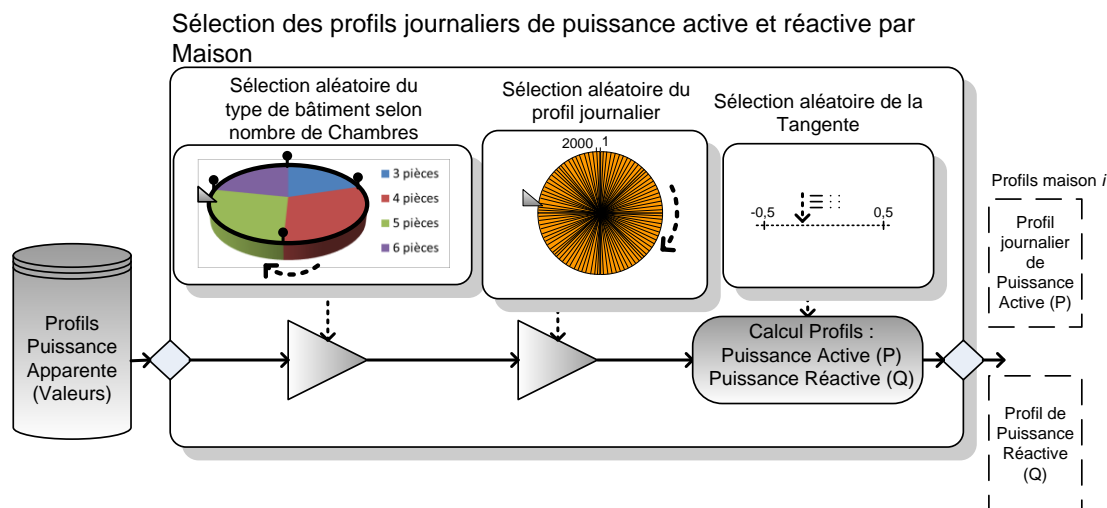 Sélection des profils journaliers de puissance active et réactive par
Maison
Sélection aléatoire du
type de bâtiment selon
nombre de Chambres
3 pièces
4 pièces
5 pièces
6 pièces
Sélection aléatoire du
profil journalier
2000
1
Sélection aléatoire de la
Tangente
-0,5
0,5
Profils maison i
Profil
journalier
de
Puissance
Active (P)
Profils
Puissance
Apparente
(Valeurs)
Calcul Profils :
Puissance Active (P)
Puissance Réactive (Q)
Profil de
Puissance
Réactive
(Q)